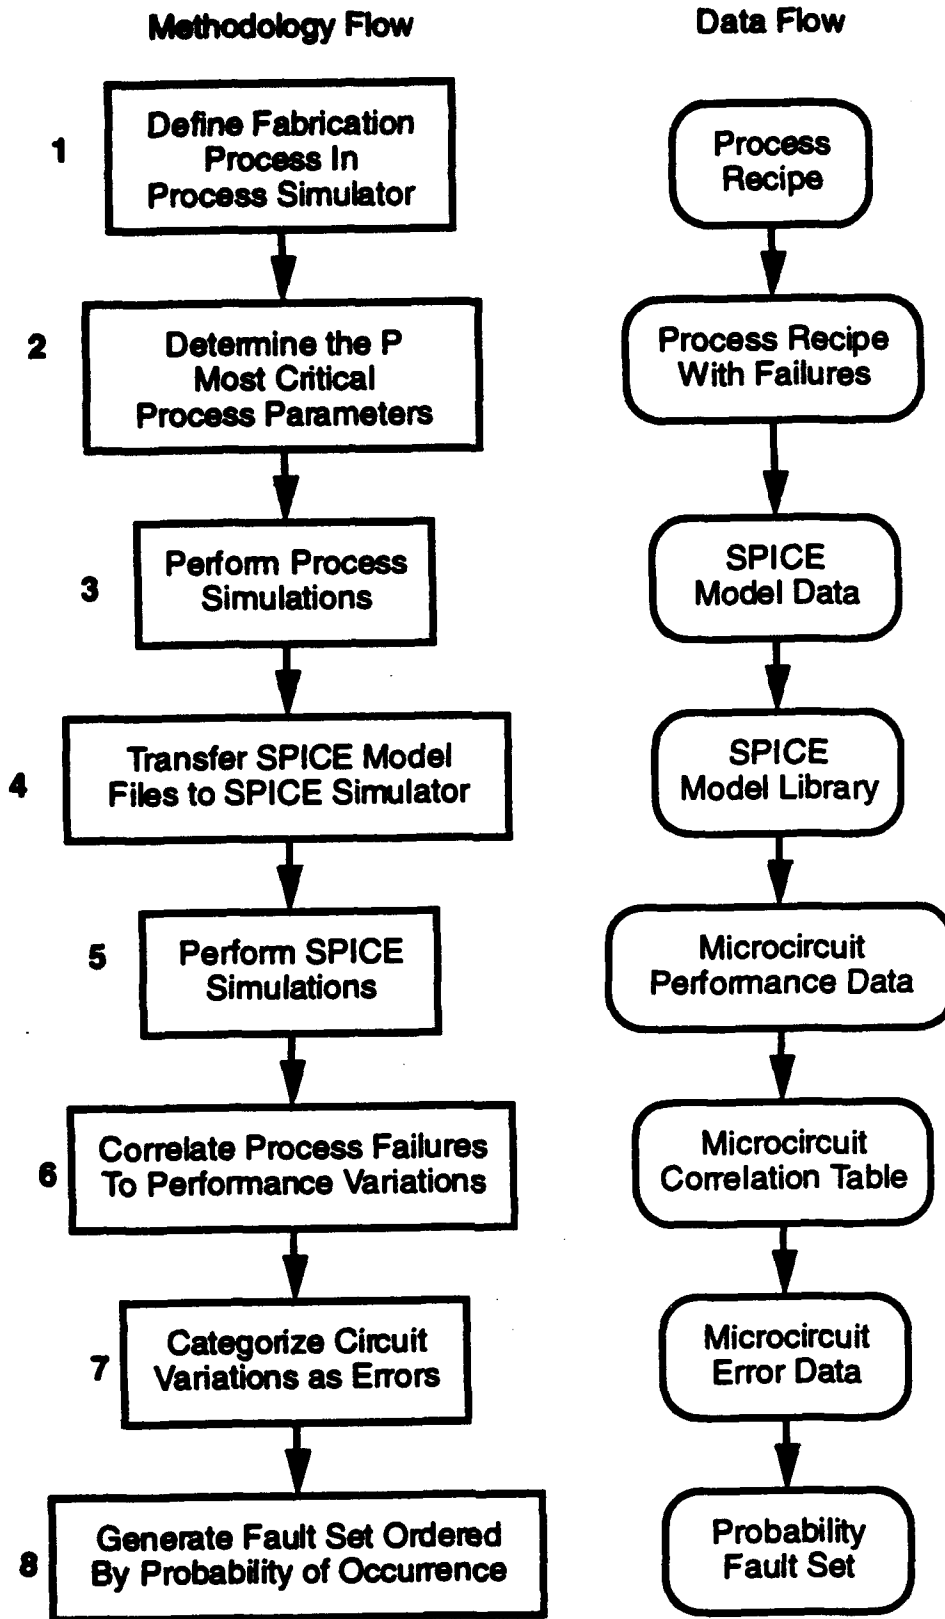 Methodology Flow
Data Flow
1
Define Fabrication
Process In
Process Simulator
Process
Recipe
2
Determine the P
Most Critical
Process Parameters
Process Recipe
With Failures
3
Perform Process
Simulations
SPICE
Model Data
4
Transfer SPICE Model
Files to SPICE Simulator
SPICE
Model Library
5
Perform SPICE
Simulations
Microcircuit
Performance Data
6
Correlate Process Failures
To Performance Variations
Microcircuit
Correlation Table
7
Categorize Circuit
Variations as Errors
Microcircuit
Error Data
8
Generate Fault Set Ordered
By Probability of Occurrence
Probability
Fault Set